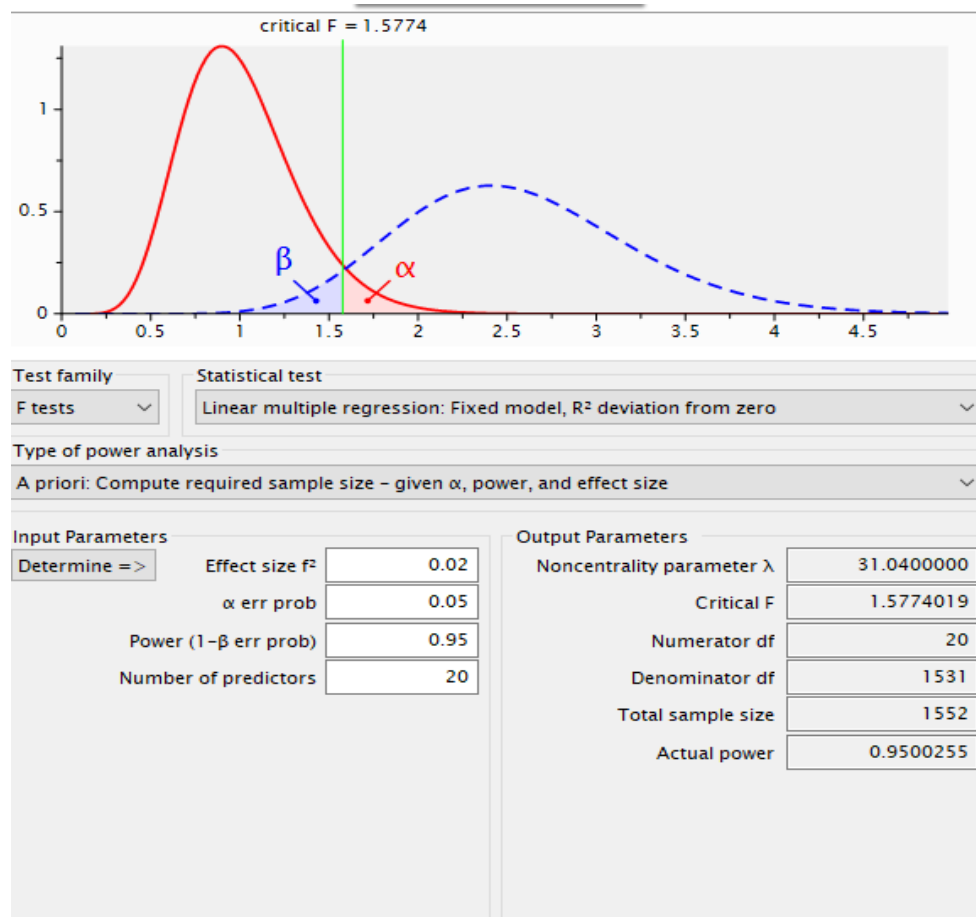 critical F = 1.5774
1
0.5
0
β
α
0 0.5 1 1.5 2 2.5 3 3.5 4 4.5
Test family Statistical test
F tests Linear multiple regression: Fixed model, R² deviation from zero
Type of power analysis
A priori: Compute required sample size – given α, power, and effect size
Input Parameters
Determine => Effect size f² 0.02
α err prob 0.05
Power (1–β err prob) 0.95
Number of predictors 20
Output Parameters
Noncentrality parameter λ 31.0400000
Critical F 1.5774019
Numerator df 20
Denominator df 1531
Total sample size 1552
Actual power 0.9500255